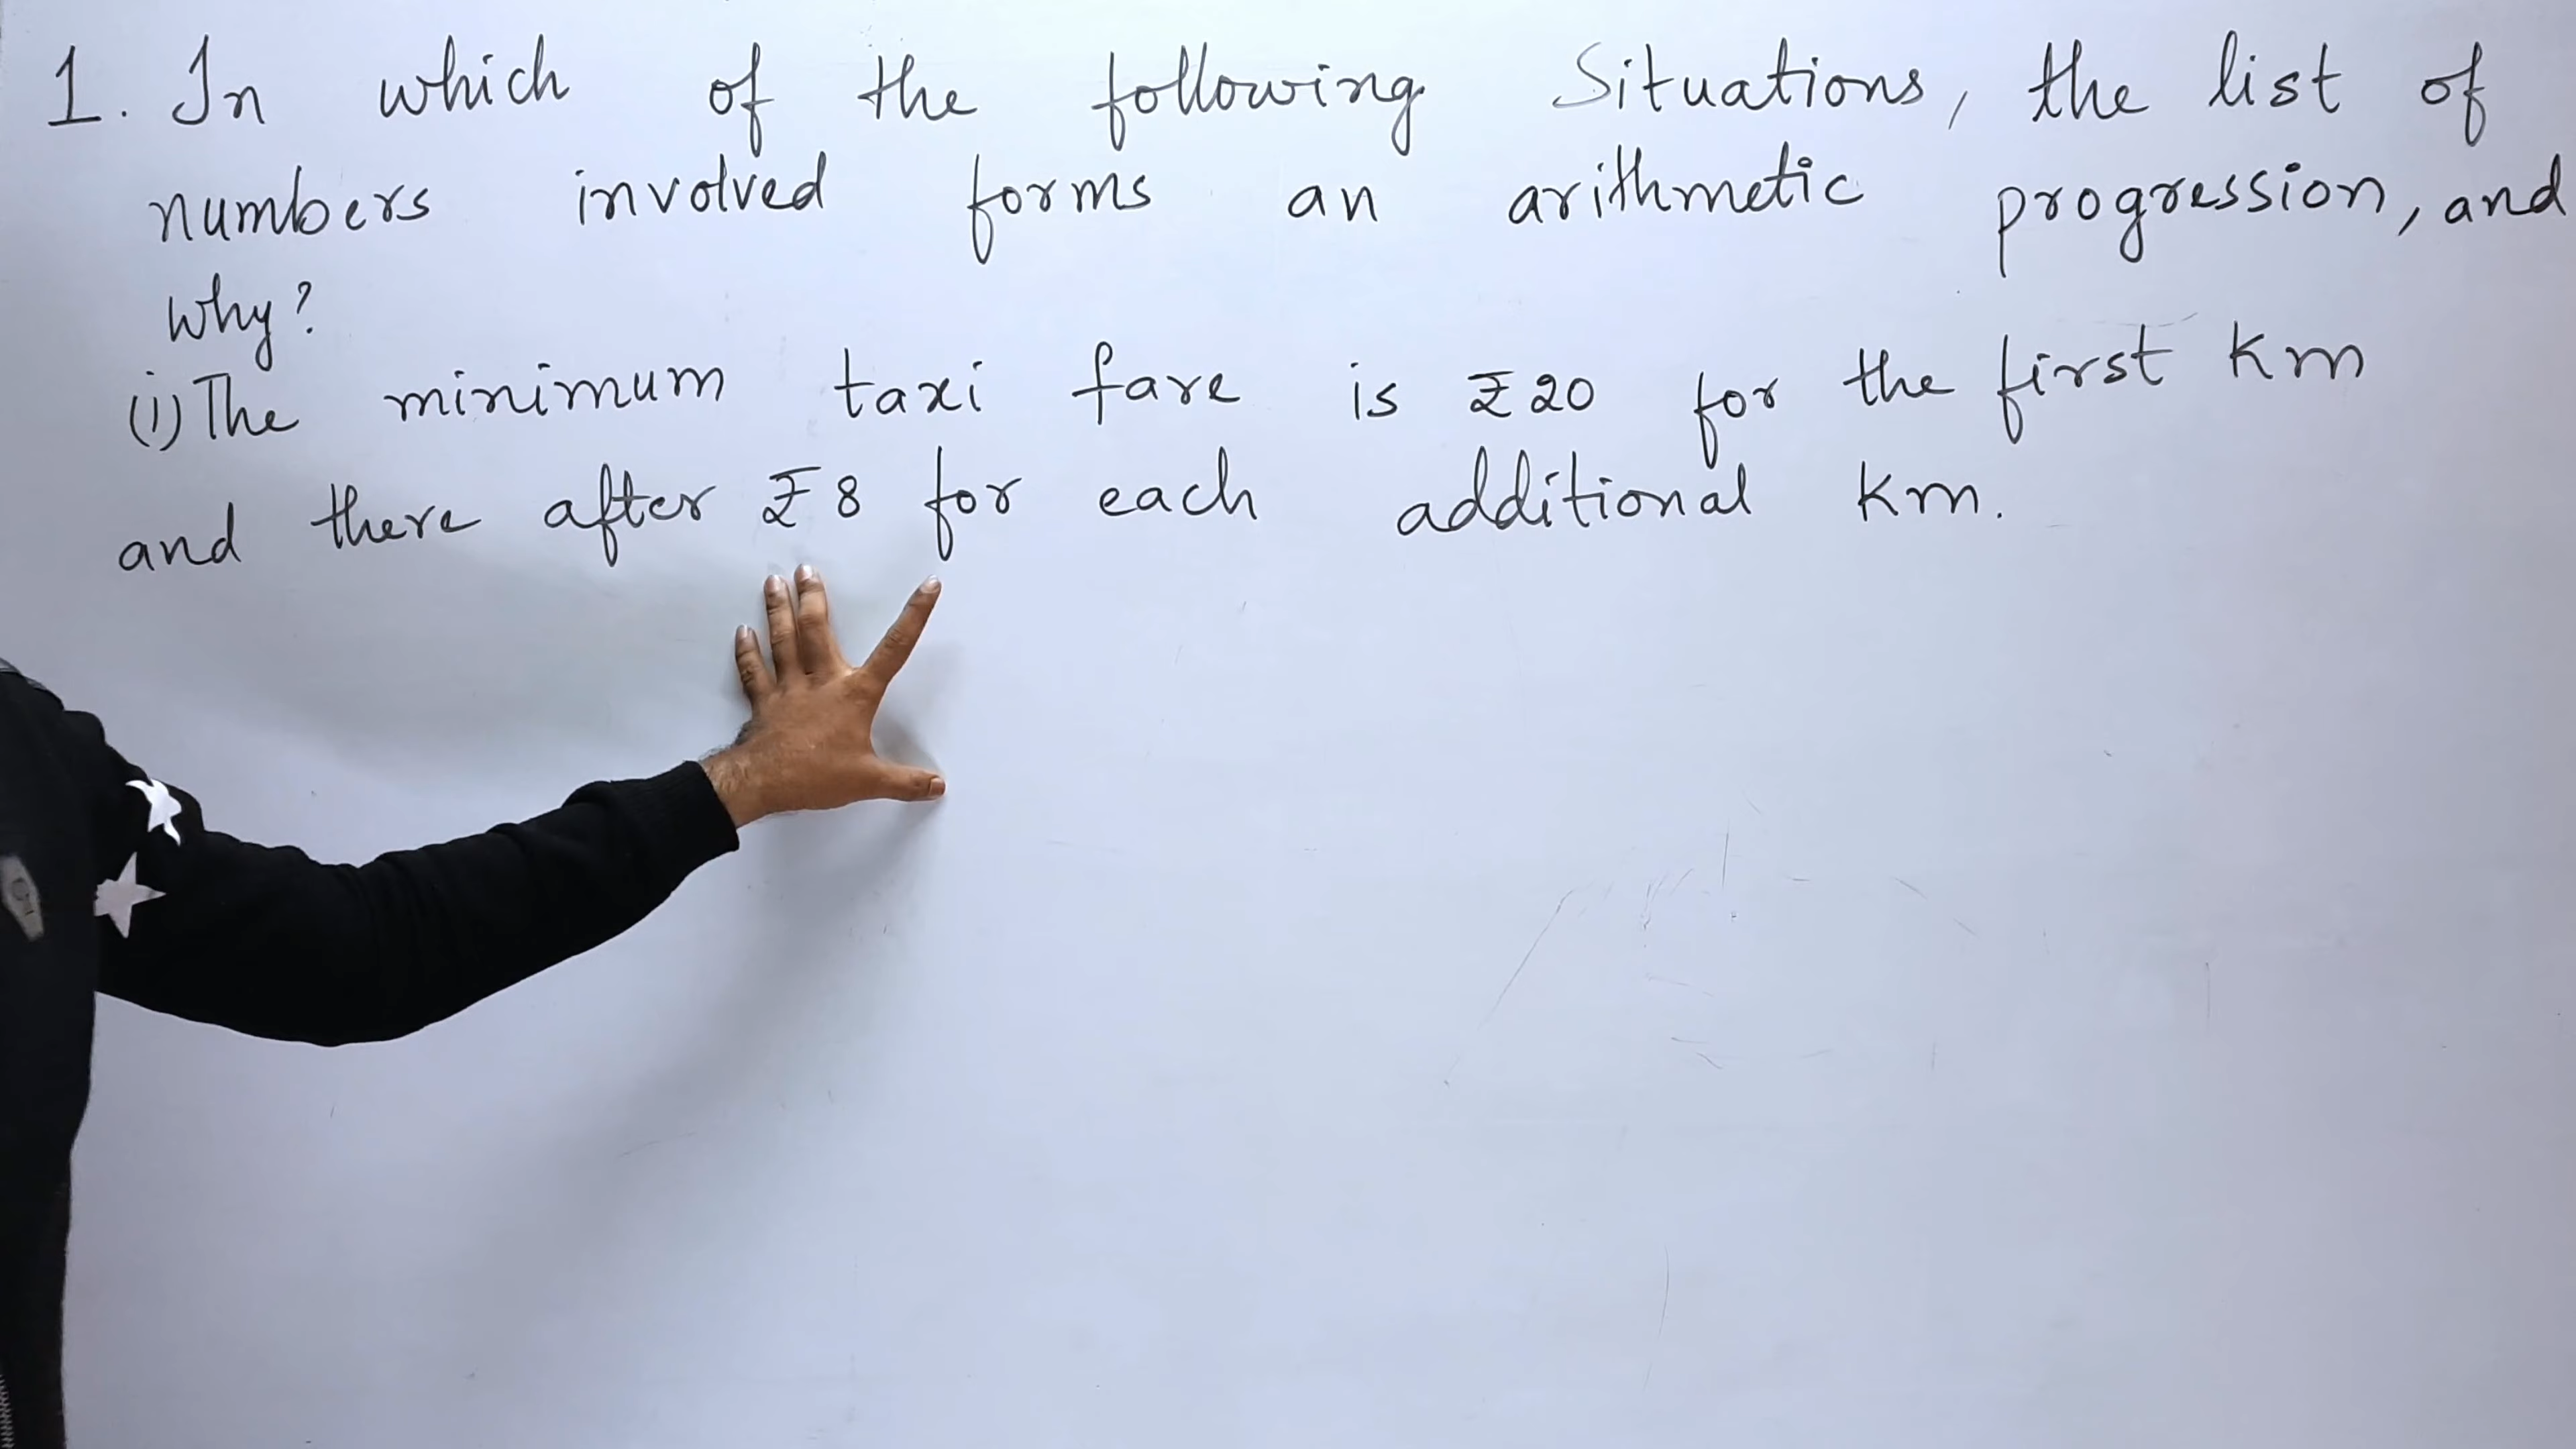 1. In which of the following Situations, the list of
numbers involved forms an arithmetic progression, and
why?
(i) The minimum taxi fare is ₹20 for the first km
and there after ₹8 for each additional km.